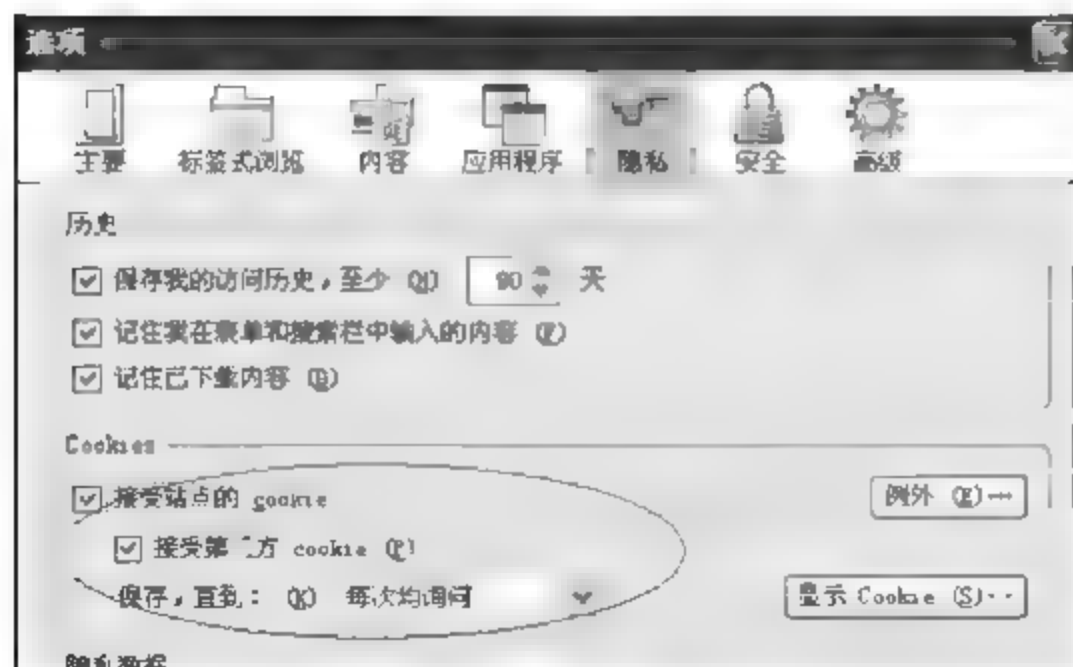 选项
主要 标签式浏览 内容 应用程序 隐私 安全 高级
历史
保存我的访问历史，至少 (H) 90 天
记住我在表单和搜索栏中输入的内容 (F)
记住已下载内容 (D)
Cookies
接受站点的 cookie 例外 (E)…
接受第三方 cookie (P)
保存，直到： (K) 每次均询问 显示 Cookie (S)…
隐私数据